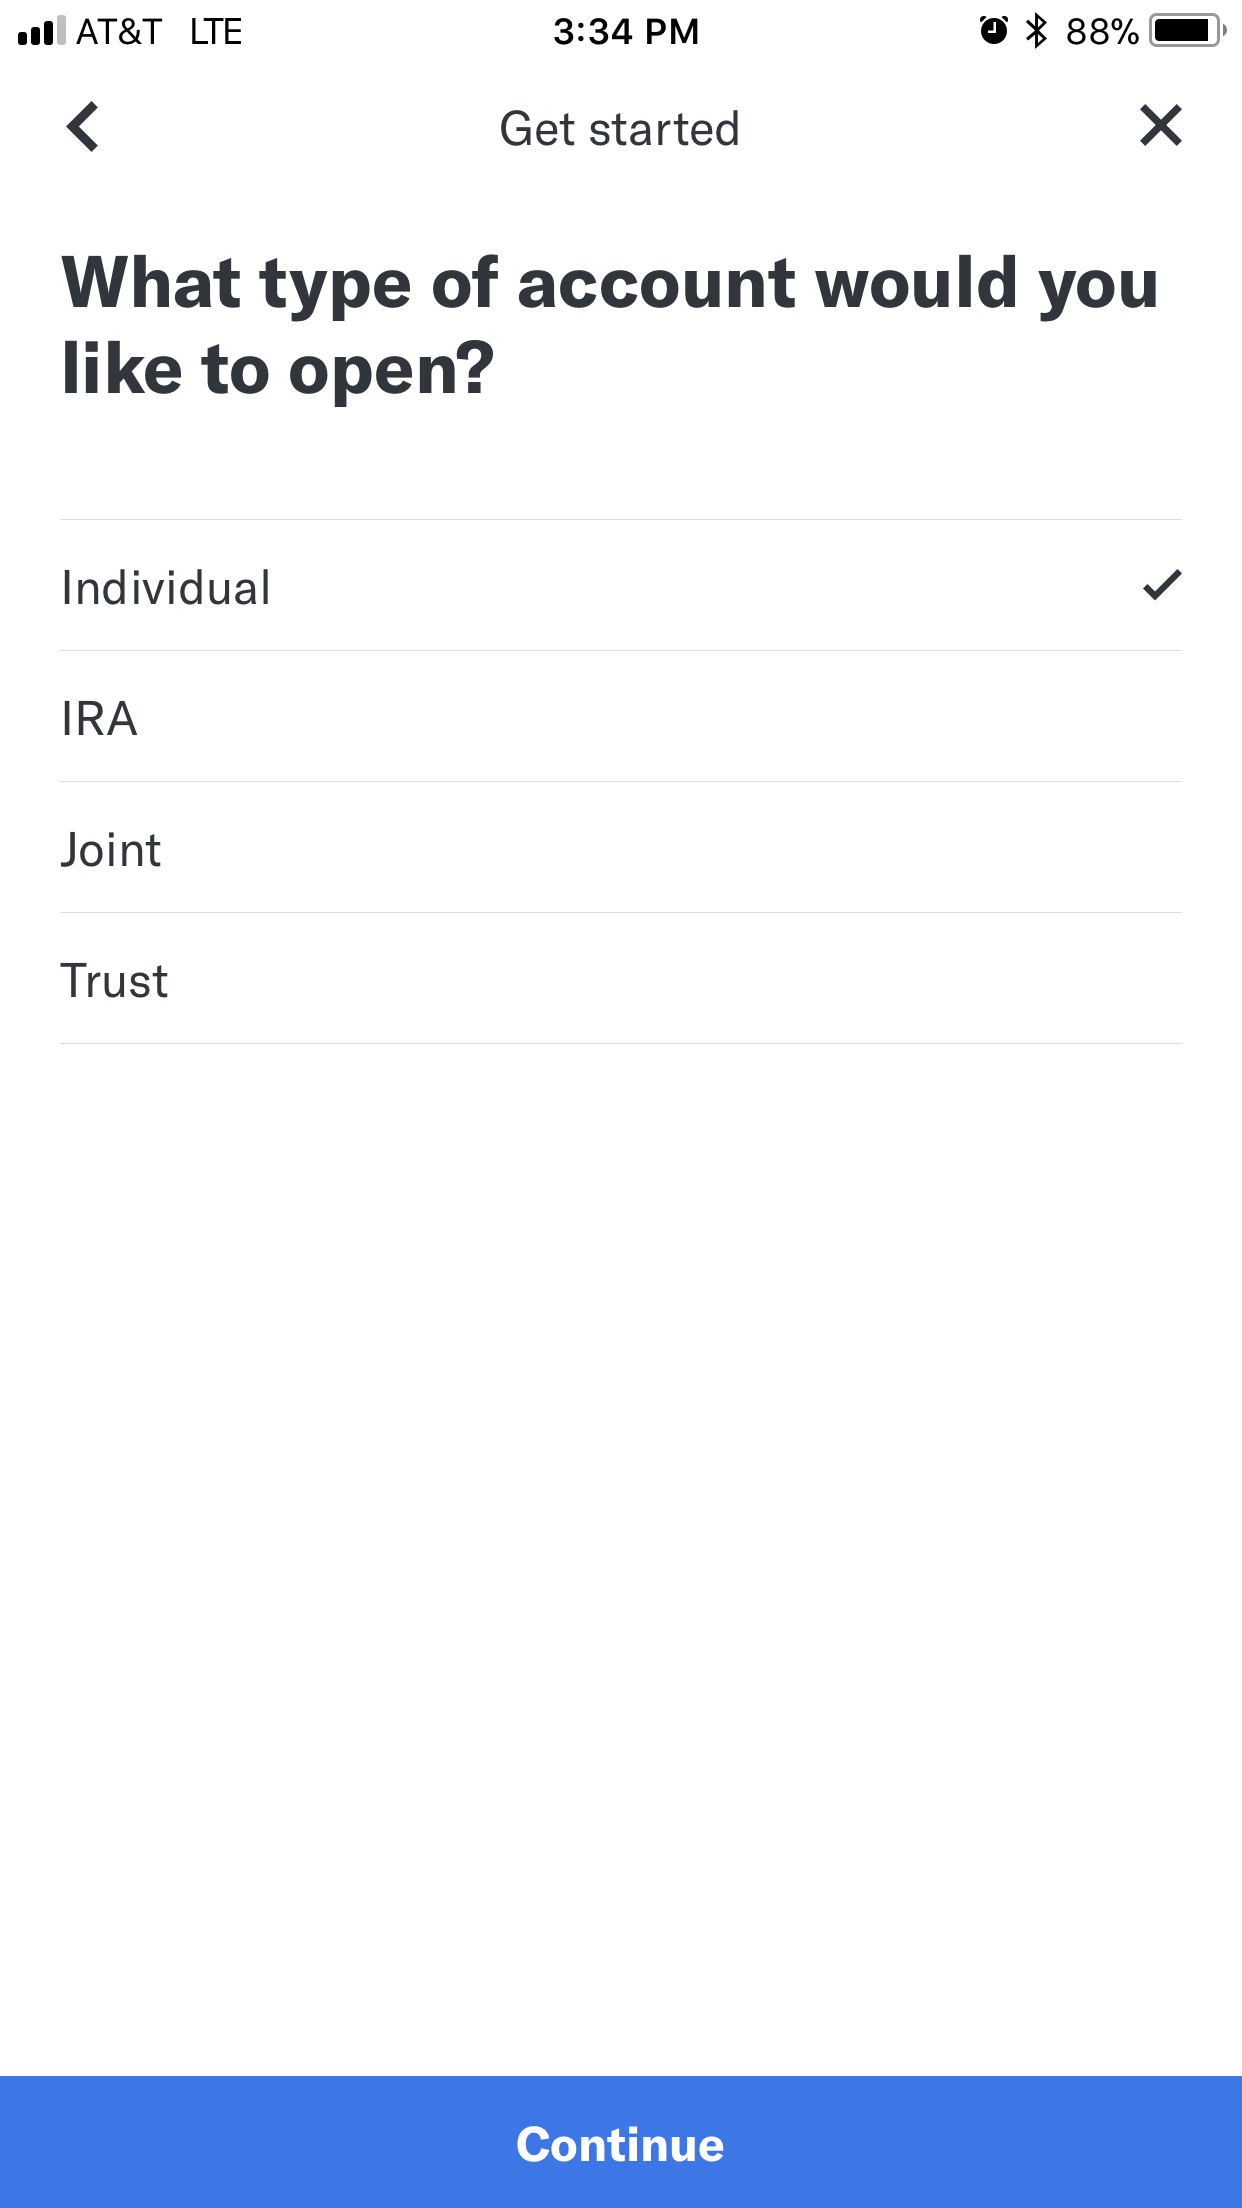 AT&T LTE 3:34 PM 88%
Get started
What type of account would you
like to open?
Individual
IRA
Joint
Trust
Continue